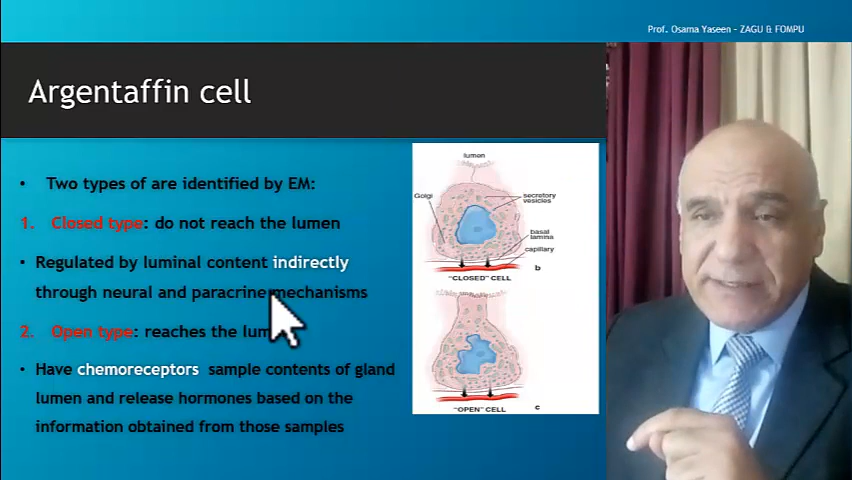 Prof. Osama Yaseen - ZAGU & FOMPU
Argentaffin cell
• Two types of are identified by EM:
1. Closed type: do not reach the lumen
• Regulated by luminal content indirectly
through neural and paracrine mechanisms
2. Open type: reaches the lum
• Have chemoreceptors sample contents of gland
lumen and release hormones based on the
information obtained from those samples
lumen
Golgi
secretory
vesicles
basal
lamina
capillary
b
"CLOSED" CELL
"OPEN" CELL
c